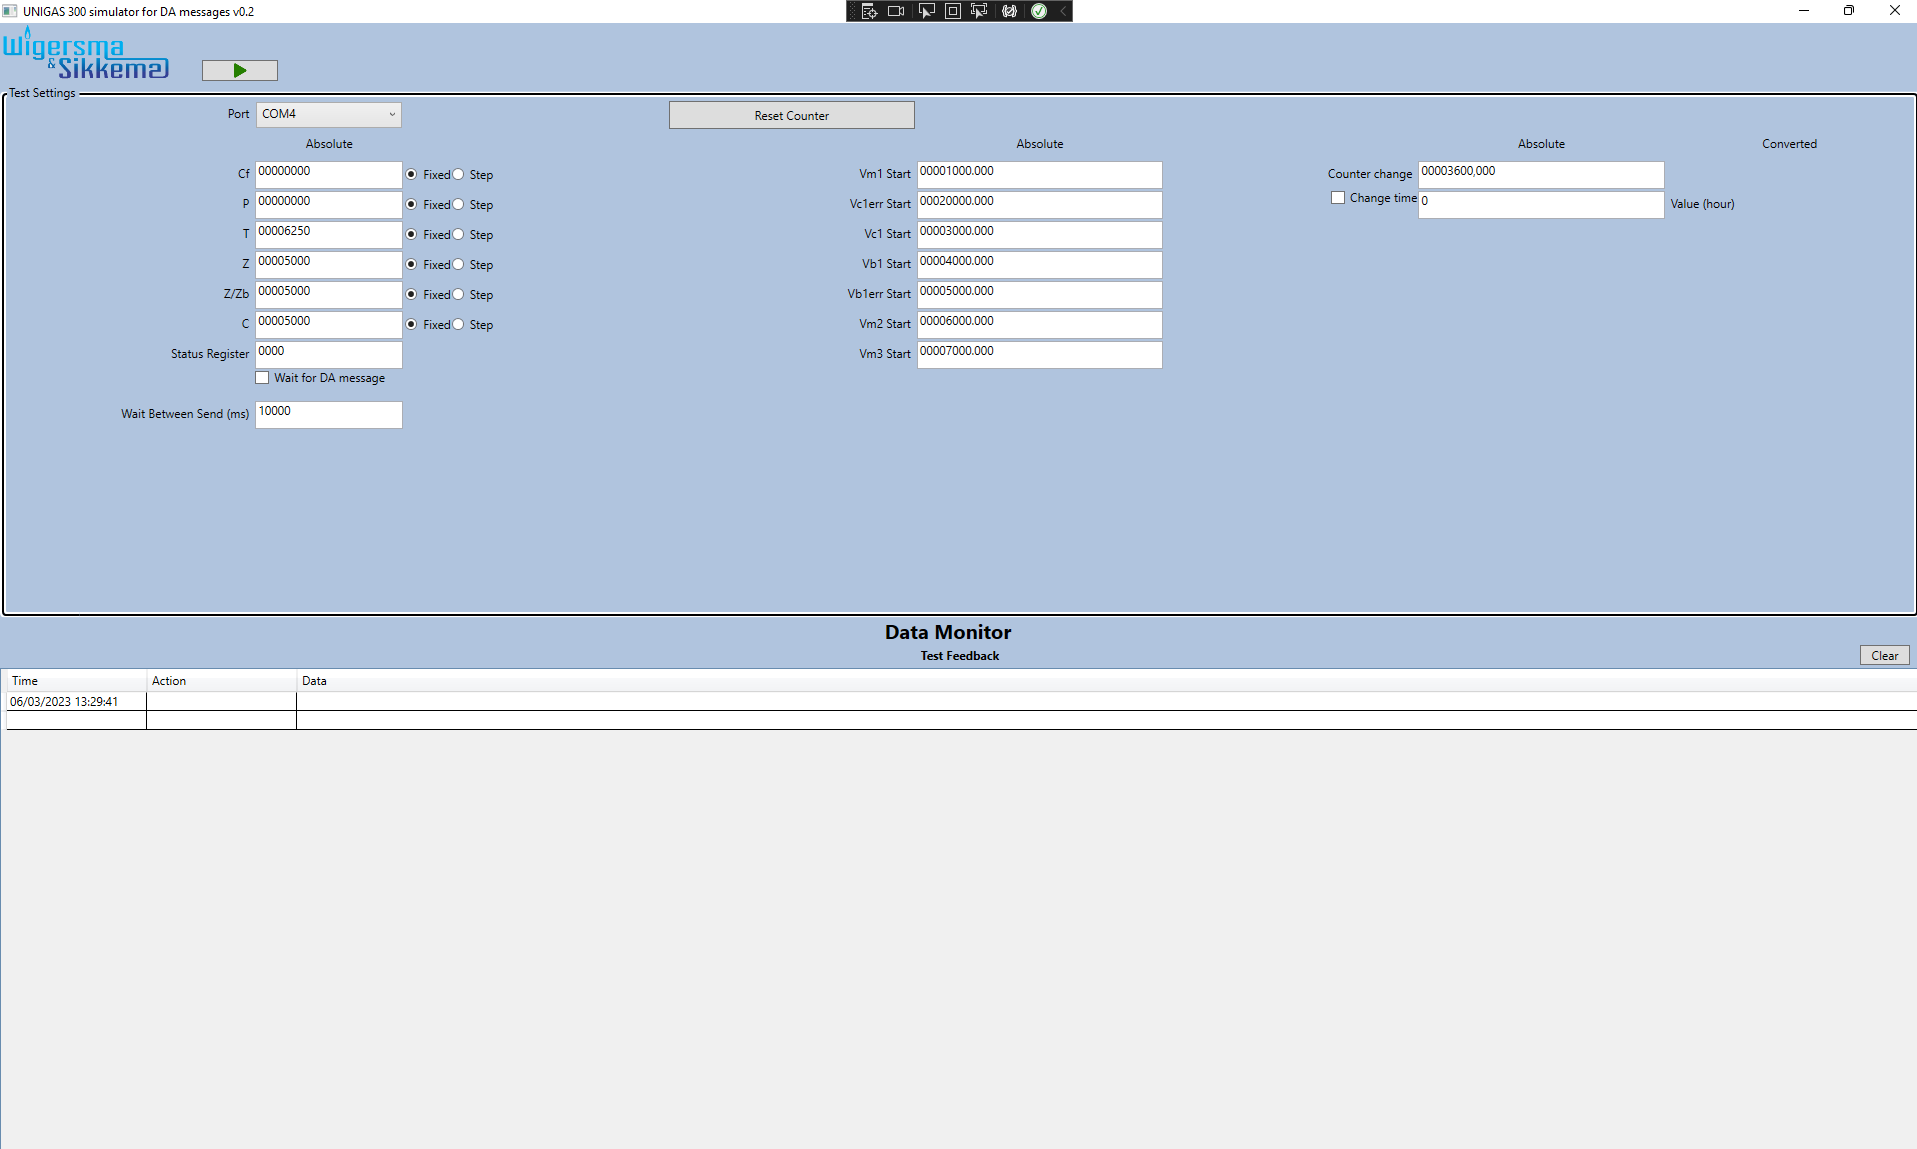 UNIGAS 300 simulator for DA messages v0.2
Wigersma
& Sikkema
Test Settings
Port COM4 Reset Counter
Absolute Absolute Absolute Converted
Cf 00000000 Fixed Step Vm1 Start 00001000.000 Counter change 00003600,000
P 00000000 Fixed Step Vc1err Start 00020000.000 Change time 0 Value (hour)
T 00006250 Fixed Step Vc1 Start 00003000.000
Z 00005000 Fixed Step Vb1 Start 00004000.000
Z/Zb 00005000 Fixed Step Vb1err Start 00005000.000
C 00005000 Fixed Step Vm2 Start 00006000.000
Status Register 0000 Vm3 Start 00007000.000
Wait for DA message
Wait Between Send (ms) 10000
Data Monitor
Test Feedback Clear
Time Action Data
06/03/2023 13:29:41